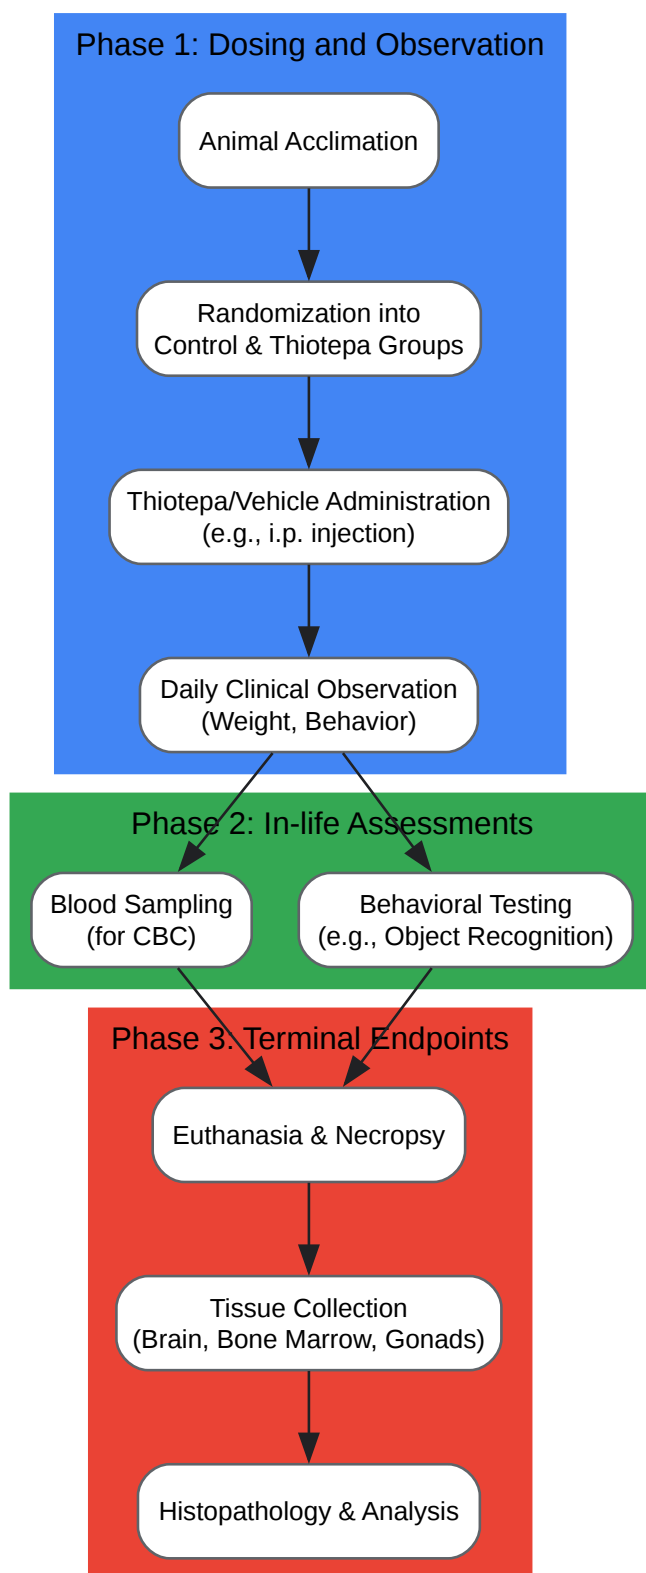 Phase 1: Dosing and Observation
Animal Acclimation
Randomization into
Control & Thiotepa Groups
Thiotepa/Vehicle Administration
(e.g., i.p. injection)
Daily Clinical Observation
(Weight, Behavior)
Phase 2: In-life Assessments
Blood Sampling
(for CBC)
Behavioral Testing
(e.g., Object Recognition)
Phase 3: Terminal Endpoints
Euthanasia & Necropsy
Tissue Collection
(Brain, Bone Marrow, Gonads)
Histopathology & Analysis